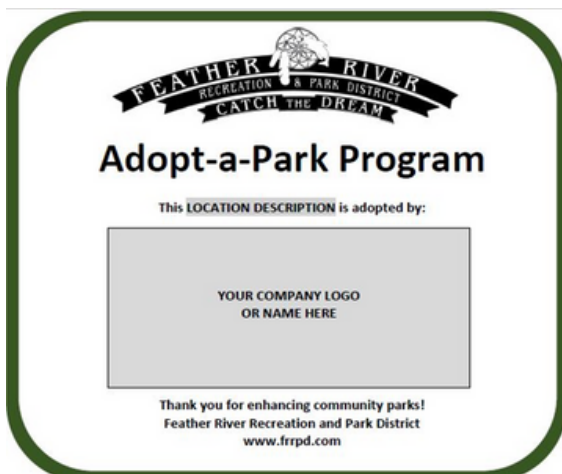 FEATHER RIVER
RECREATION & PARK DISTRICT
CATCH THE DREAM
Adopt-a-Park Program
This LOCATION DESCRIPTION is adopted by:
YOUR COMPANY LOGO
OR NAME HERE
Thank you for enhancing community parks!
Feather River Recreation and Park District
www.frrpd.com